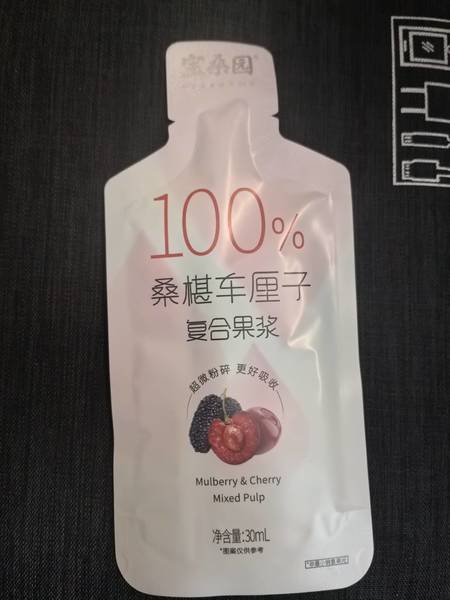 宝桑园®
100%
桑椹车厘子
复合果浆
超微粉碎 更好吸收
Mulberry & Cherry
Mixed Pulp
净含量:30mL
*图案仅供参考